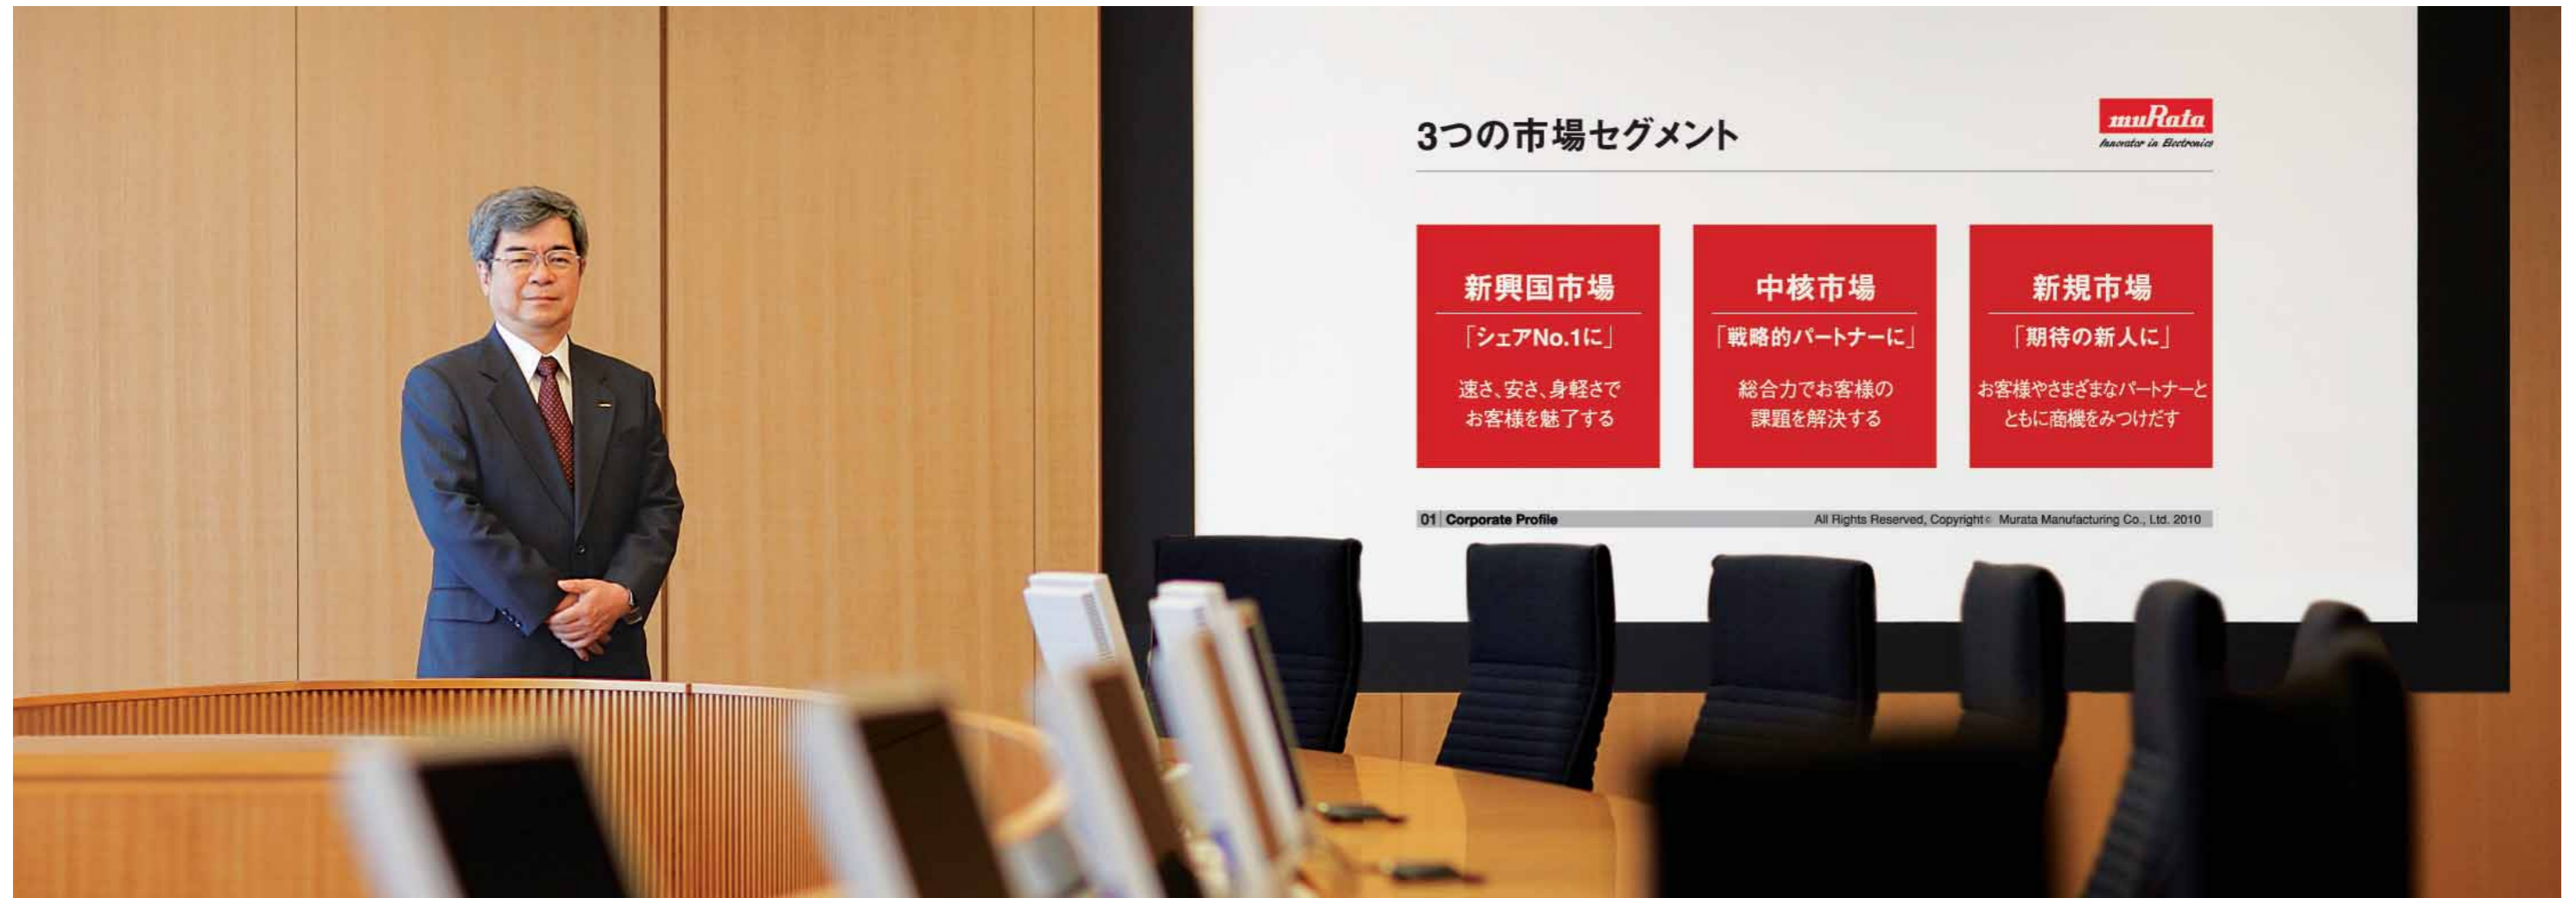 3つの市場セグメント
muRata
Innovator in Electronics
新興国市場
「シェアNo.1に」
速さ、安さ、身軽さで
お客様を魅了する
中核市場
「戦略的パートナーに」
総合力でお客様の
課題を解決する
新規市場
「期待の新人に」
お客様やさまざまなパートナーと
ともに商機をみつけだす
01 Corporate Profile
All Rights Reserved, Copyright© Murata Manufacturing Co., Ltd. 2010